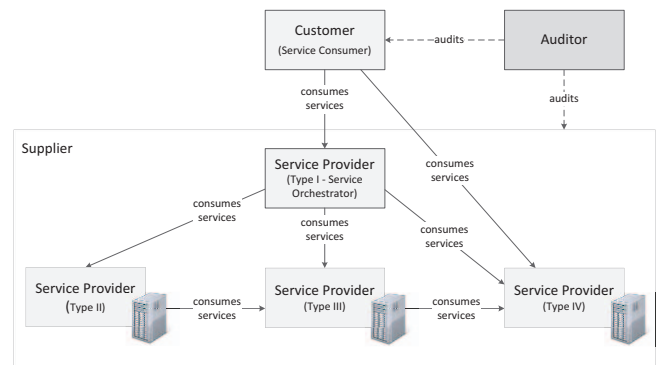 Customer
(Service Consumer)
audits
Auditor
consumes
services
audits
Supplier
Service Provider
(Type I - Service
Orchestrator)
consumes
services
consumes
services
consumes
services
consumes
services
Service Provider
(Type II)
consumes
services
Service Provider
(Type III)
consumes
services
Service Provider
(Type IV)